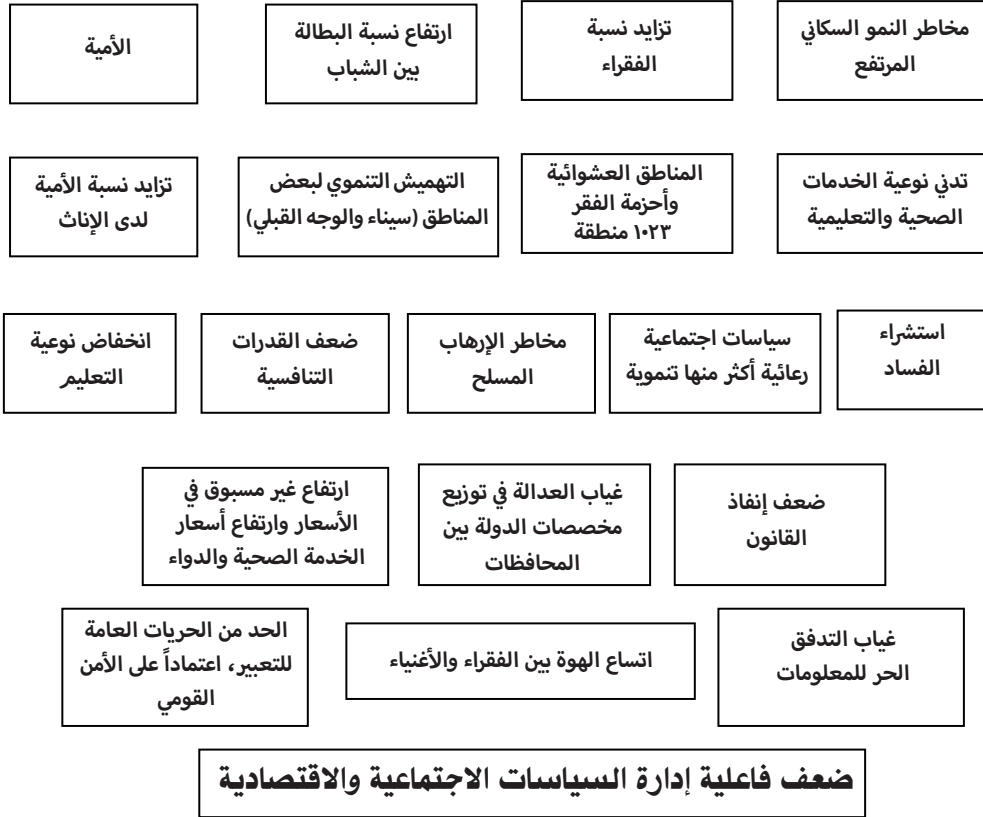 مخاطر النمو السكاني
المرتفع
تزايد نسبة
الفقراء
ارتفاع نسبة البطالة
بين الشباب
الأمية
تدني نوعية الخدمات
الصحية والتعليمية
المناطق العشوائية
وأحزمة الفقر
١٠٢٣ منطقة
التهميش التنموي لبعض
المناطق (سيناء والوجه القبلي)
تزايد نسبة الأمية
لدى الإناث
استشراء
الفساد
سياسات اجتماعية
رعائية أكثر منها تنموية
مخاطر الإرهاب
المسلح
ضعف القدرات
التنافسية
انخفاض نوعية
التعليم
ضعف إنفاذ
القانون
غياب العدالة في توزيع
مخصصات الدولة بين
المحافظات
ارتفاع غير مسبوق في
الأسعار وارتفاع أسعار
الخدمة الصحية والدواء
غياب التدفق
الحر للمعلومات
اتساع الهوة بين الفقراء والأغنياء
الحد من الحريات العامة
للتعبير، اعتماداً على الأمن
القومي
ضعف فاعلية إدارة السياسات الاجتماعية والاقتصادية